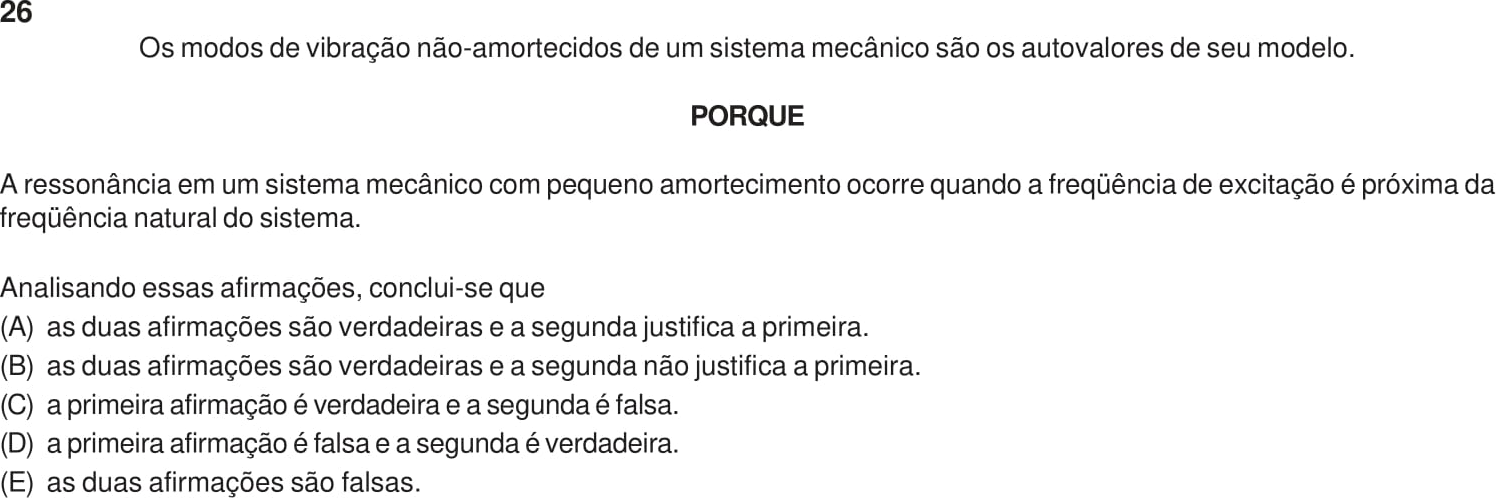 26
Os modos de vibração não-amortecidos de um sistema mecânico são os autovalores de seu modelo.
PORQUE
A ressonância em um sistema mecânico com pequeno amortecimento ocorre quando a freqüência de excitação é próxima da
freqüência natural do sistema.
Analisando essas afirmações, conclui-se que
(A) as duas afirmações são verdadeiras e a segunda justifica a primeira.
(B) as duas afirmações são verdadeiras e a segunda não justifica a primeira.
(C) a primeira afirmação é verdadeira e a segunda é falsa.
(D) a primeira afirmação é falsa e a segunda é verdadeira.
(E) as duas afirmações são falsas.